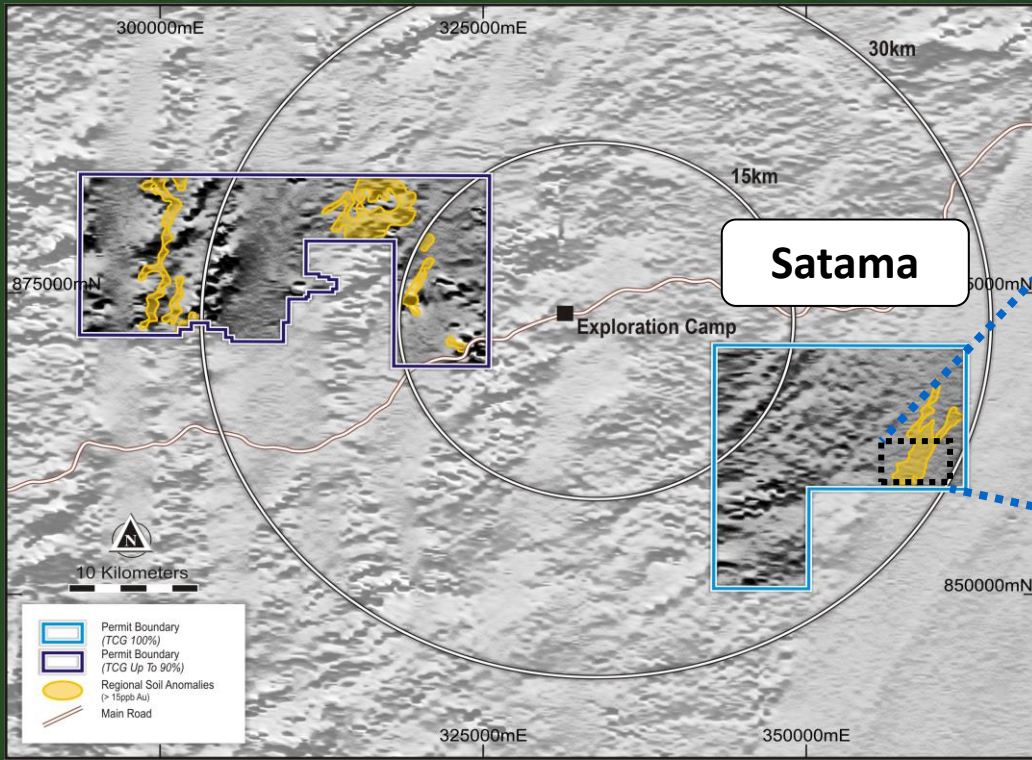 300000mE
325000mE
30km
15km
Satama
875000mN
5000mN
Exploration Camp
N
10 Kilometers
850000mN
Permit Boundary
(TCG 100%)
Permit Boundary
(TCG Up To 90%)
Regional Soil Anomalies
(> 15ppb Au)
Main Road
325000mE
350000mE